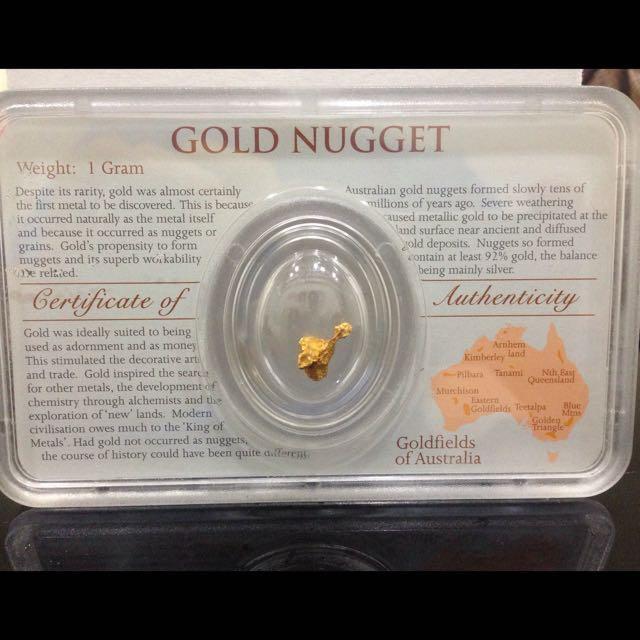 GOLD NUGGET
Weight: 1 Gram
Despite its rarity, gold was almost certainly
the first metal to be discovered. This is because
it occurred naturally as the metal itself
and because it occurred as nuggets or
grains. Gold's propensity to form
nuggets and its superb workability
to be refined.
Australian gold nuggets formed slowly tens of
millions of years ago. Severe weathering
caused metallic gold to be precipitated at the
land surface near ancient and diffused
gold deposits. Nuggets so formed
contain at least 92% gold, the balance
being mainly silver.
Certificate of Authenticity
Gold was ideally suited to being
used as adornment and as money
This stimulated the decorative arts
and trade. Gold inspired the search
for other metals, the development of
chemistry through alchemists and the
exploration of 'new' lands. Modern
civilisation owes much to the 'King of
Metals'. Had gold not occurred as nuggets,
the course of history could have been quite different.
Arnhem
land
Kimberley
Pilbara
Tanami
Nth East
Queensland
Murchison
Eastern
Goldfields
Teetalpa
Blue
Mtns
Golden
Triangle
Goldfields
of Australia